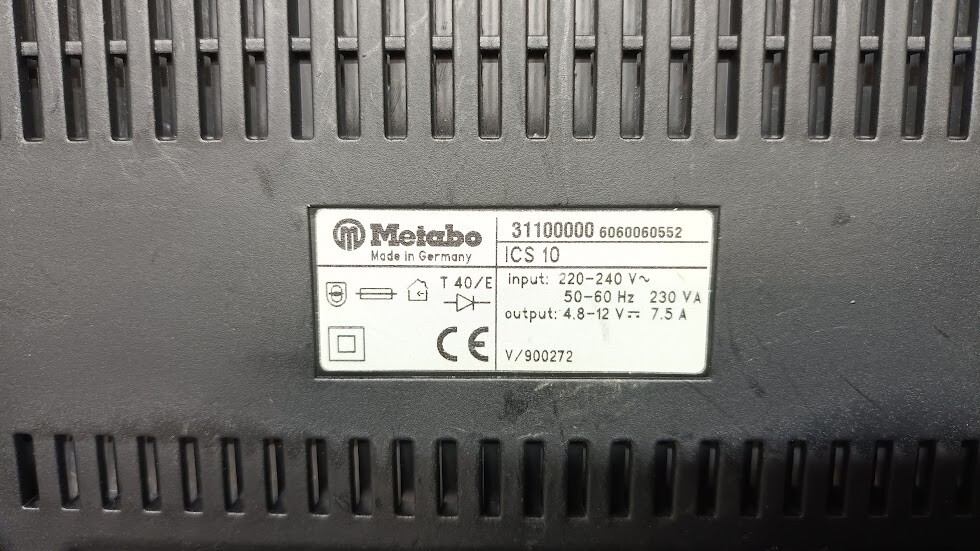 Metabo
Made in Germany
T 40/E
31100000 6060060552
ICS 10
input: 220-240 V~
50-60 Hz 230 VA
output: 4.8-12 V⎓ 7.5 A
V/900272
CE